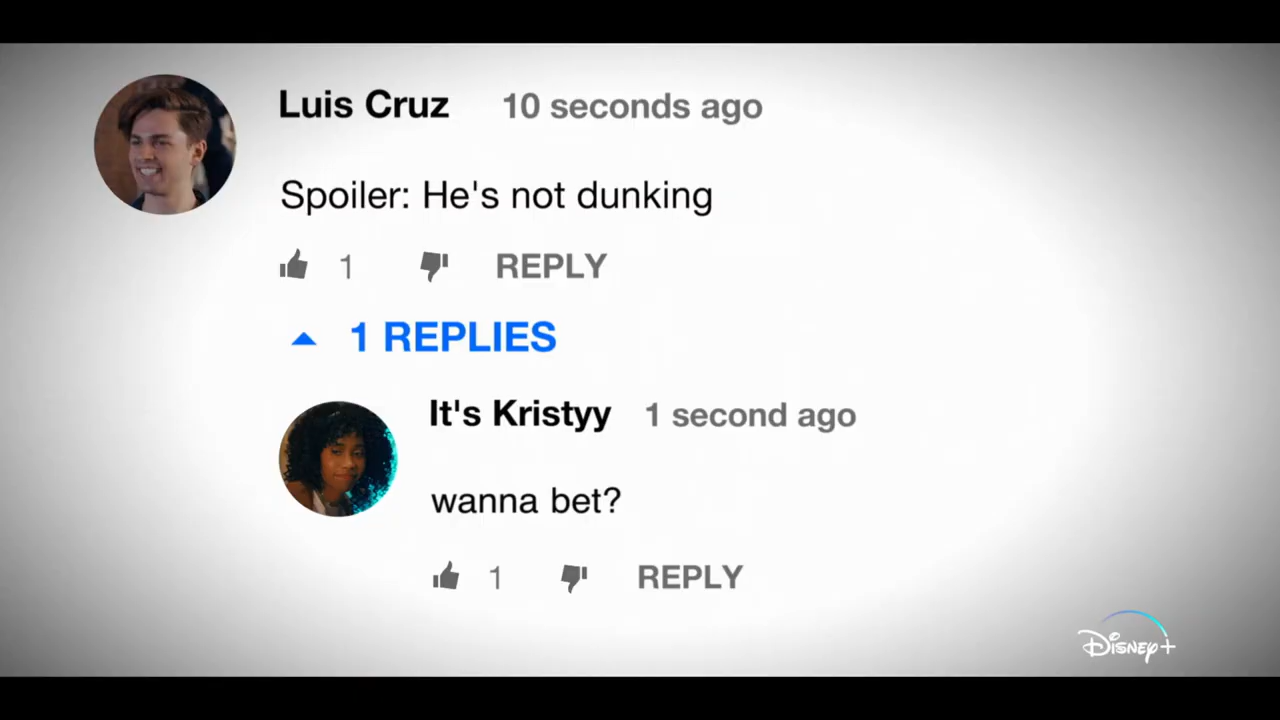 Luis Cruz 10 seconds ago
Spoiler: He's not dunking
1 REPLY
1 REPLIES
It's Kristyy 1 second ago
wanna bet?
1 REPLY
Disney+